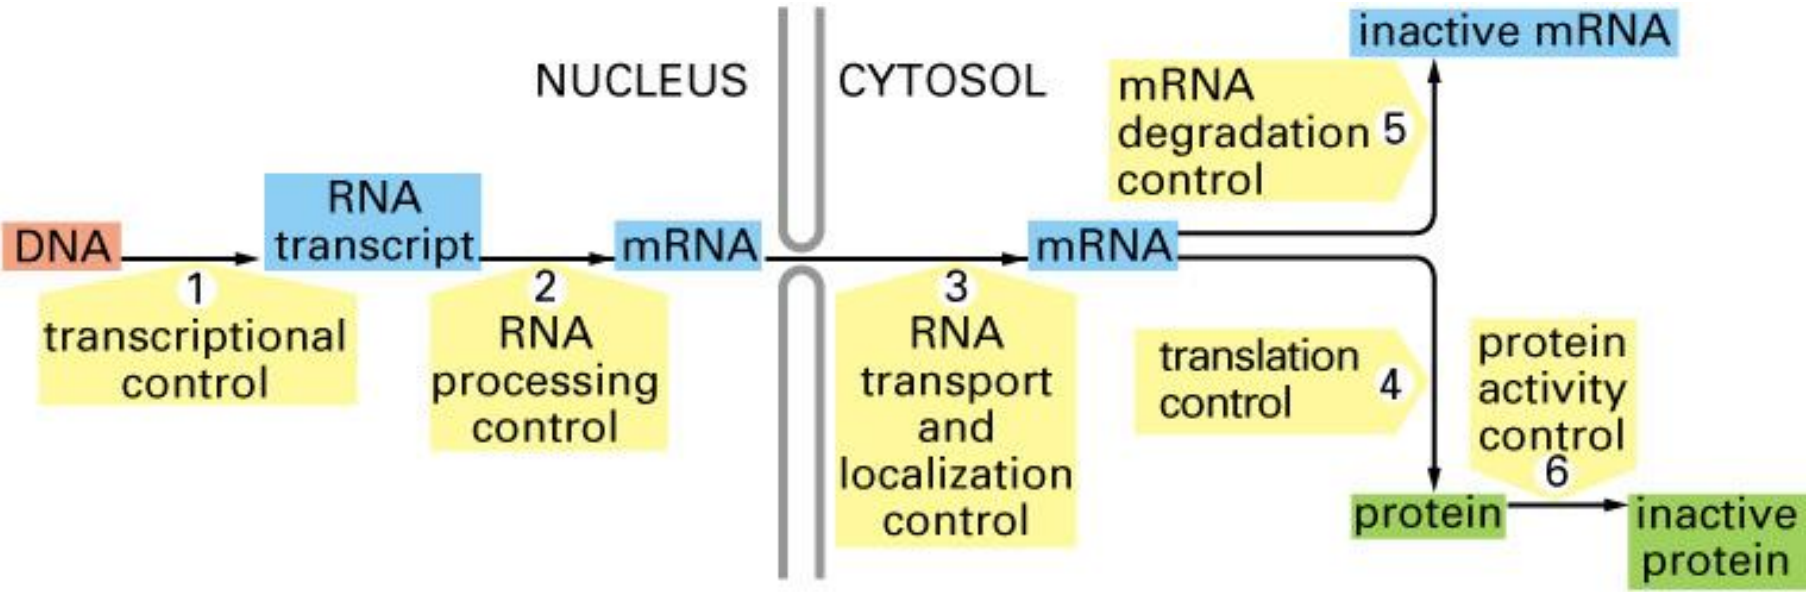 NUCLEUS
CYTOSOL
DNA
1
transcriptional
control
RNA
transcript
2
RNA
processing
control
mRNA
3
RNA
transport
and
localization
control
mRNA
mRNA
degradation
control
5
inactive mRNA
translation
control
4
protein
protein
activity
control
6
inactive
protein